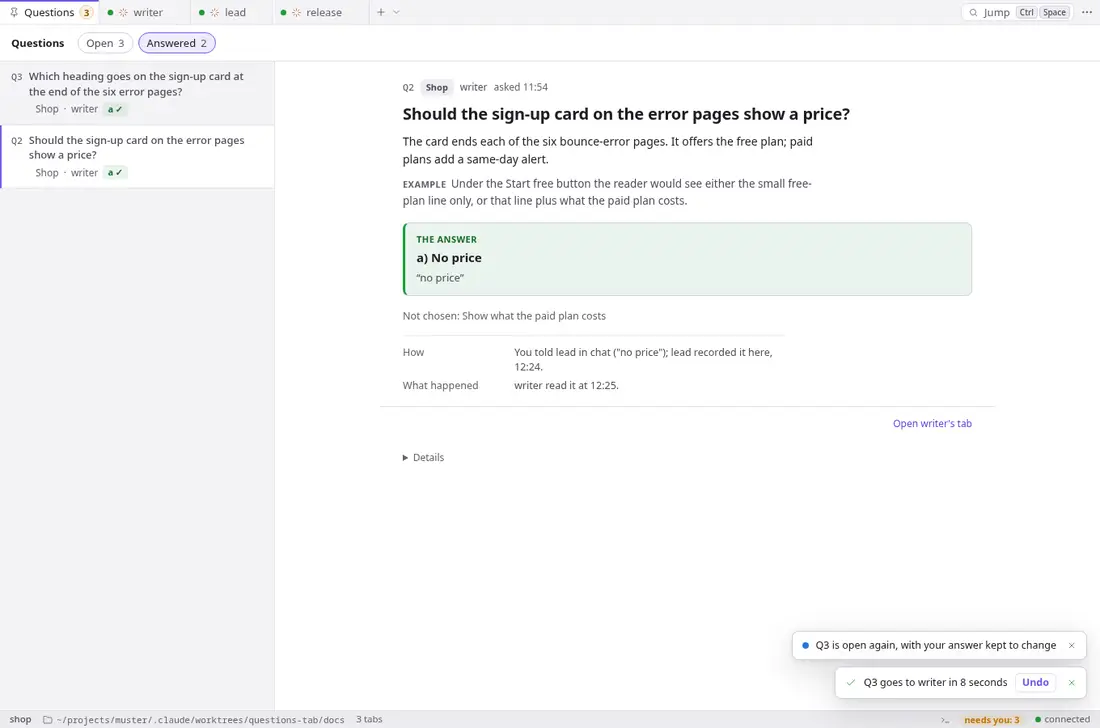 Questions 3 writer lead release Jump Ctrl Space
Questions Open 3 Answered 2
Q3 Which heading goes on the sign-up card at
the end of the six error pages?
Shop · writer a ✓
Q2 Should the sign-up card on the error pages
show a price?
Shop · writer a ✓
Q2 Shop writer asked 11:54
Should the sign-up card on the error pages show a price?
The card ends each of the six bounce-error pages. It offers the free plan; paid
plans add a same-day alert.
EXAMPLE Under the Start free button the reader would see either the small free-
plan line only, or that line plus what the paid plan costs.
THE ANSWER
a) No price
“no price”
Not chosen: Show what the paid plan costs
How You told lead in chat ("no price"); lead recorded it here,
12:24.
What happened writer read it at 12:25.
Open writer's tab
Details
Q3 is open again, with your answer kept to change
Q3 goes to writer in 8 seconds Undo
shop ~/projects/muster/.claude/worktrees/questions-tab/docs 3 tabs needs you: 3 connected